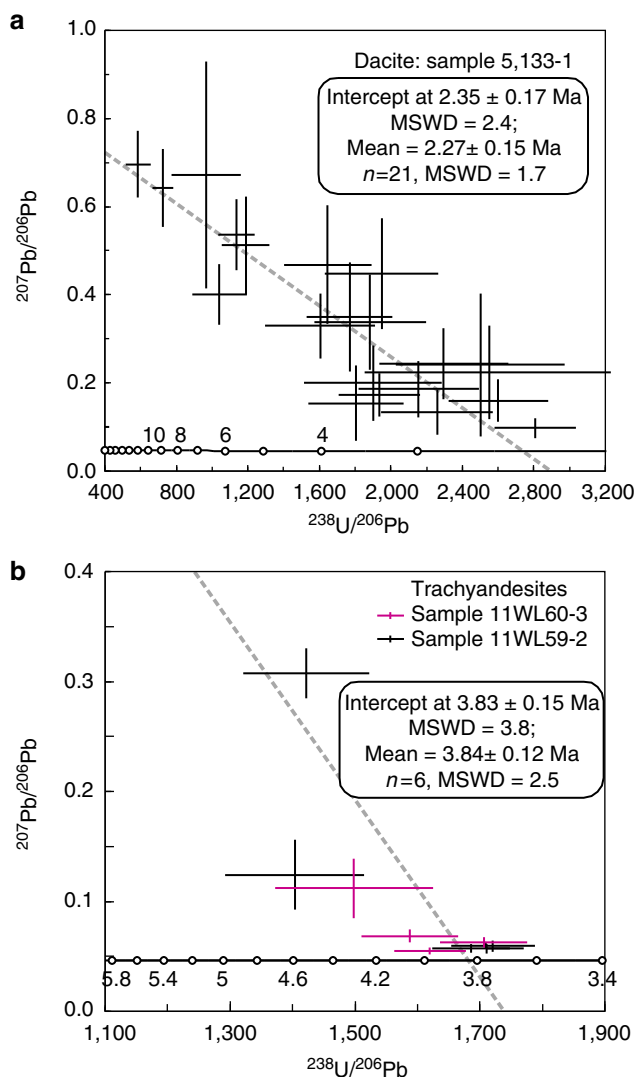 a
1.0
0.8
0.6
0.4
0.2
0.0
²⁰⁷Pb/²⁰⁶Pb
Dacite: sample 5,133-1
Intercept at 2.35 ± 0.17 Ma
MSWD = 2.4;
Mean = 2.27± 0.15 Ma
n=21, MSWD = 1.7
10 8 6 4
400 800 1,200 1,600 2,000 2,400 2,800 3,200
²³⁸U/²⁰⁶Pb
b
0.4
0.3
0.2
0.1
0.0
²⁰⁷Pb/²⁰⁶Pb
Trachyandesites
Sample 11WL60-3
Sample 11WL59-2
Intercept at 3.83 ± 0.15 Ma
MSWD = 3.8;
Mean = 3.84± 0.12 Ma
n=6, MSWD = 2.5
5.8 5.4 5 4.6 4.2 3.8 3.4
1,100 1,300 1,500 1,700 1,900
²³⁸U/²⁰⁶Pb